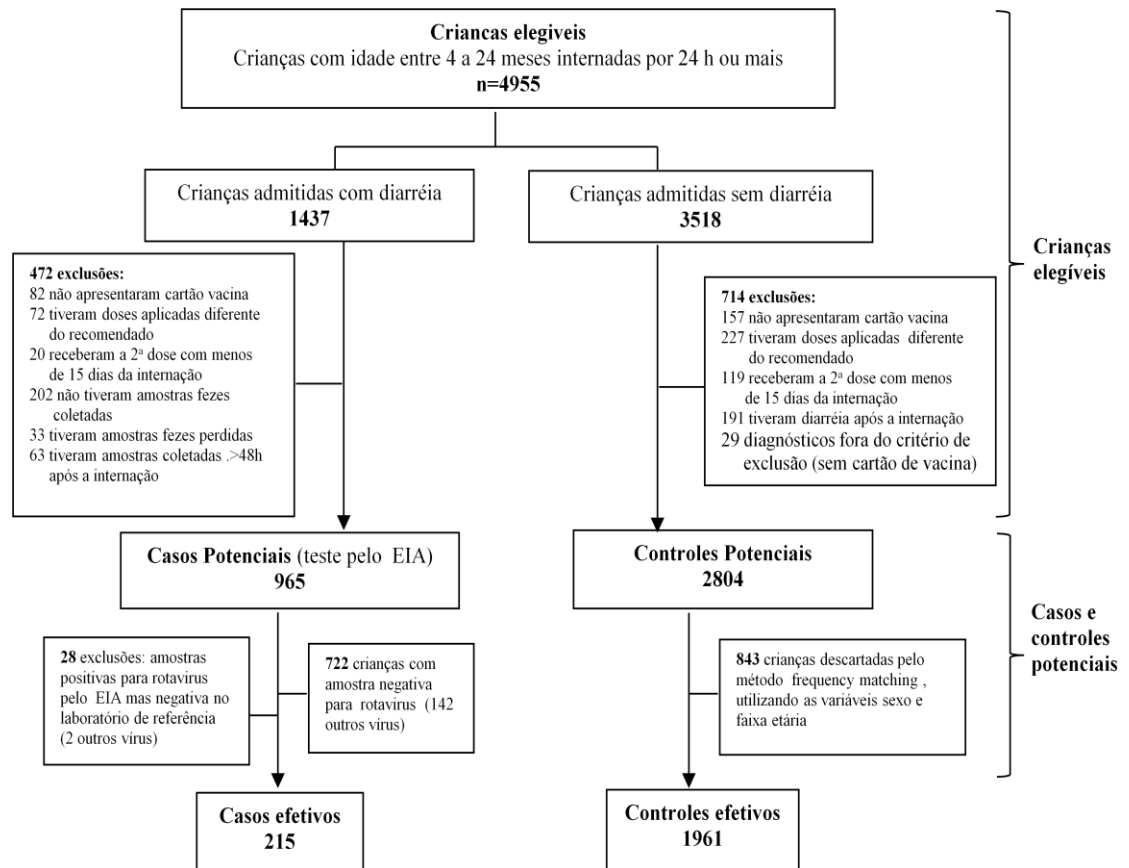 Criancas elegiveis
Crianças com idade entre 4 a 24 meses internadas por 24 h ou mais
n=4955
Crianças admitidas com diarréia
1437
Crianças admitidas sem diarréia
3518
472 exclusões:
82 não apresentaram cartão vacina
72 tiveram doses aplicadas diferente
do recomendado
20 receberam a 2ª dose com menos
de 15 dias da internação
202 não tiveram amostras fezes
coletadas
33 tiveram amostras fezes perdidas
63 tiveram amostras coletadas .>48h
após a internação
714 exclusões:
157 não apresentaram cartão vacina
227 tiveram doses aplicadas diferente
do recomendado
119 receberam a 2ª dose com menos
de 15 dias da internação
191 tiveram diarréia após a internação
29 diagnósticos fora do critério de
exclusão (sem cartão de vacina)
Crianças
elegíveis
Casos Potenciais (teste pelo EIA)
965
Controles Potenciais
2804
28 exclusões: amostras
positivas para rotavirus
pelo EIA mas negativa no
laboratório de referência
(2 outros vírus)
722 crianças com
amostra negativa
para rotavirus (142
outros vírus)
843 crianças descartadas pelo
método frequency matching ,
utilizando as variáveis sexo e
faixa etária
Casos e
controles
potenciais
Casos efetivos
215
Controles efetivos
1961